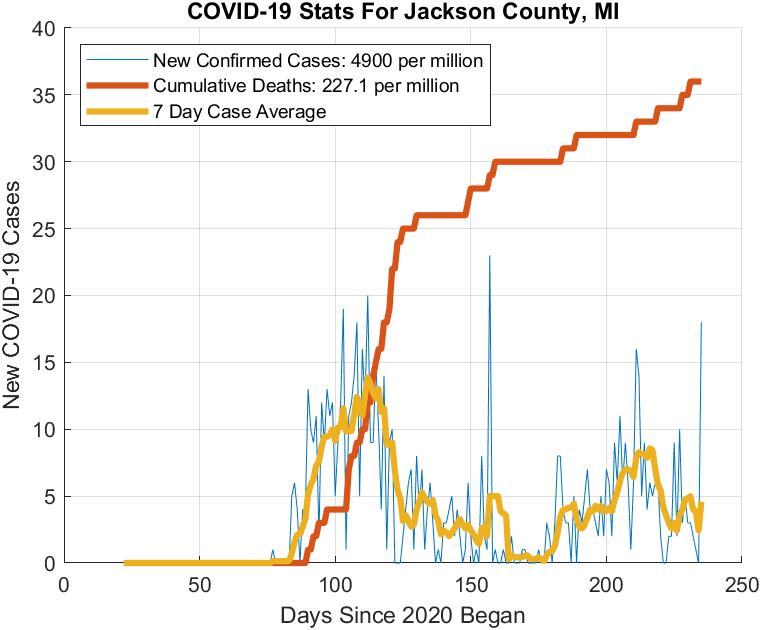 COVID-19 Stats For Jackson County, MI
New Confirmed Cases: 4900 per million
Cumulative Deaths: 227.1 per million
7 Day Case Average
New COVID-19 Cases
40
35
30
25
20
15
10
5
0
0 50 100 150 200 250
Days Since 2020 Began